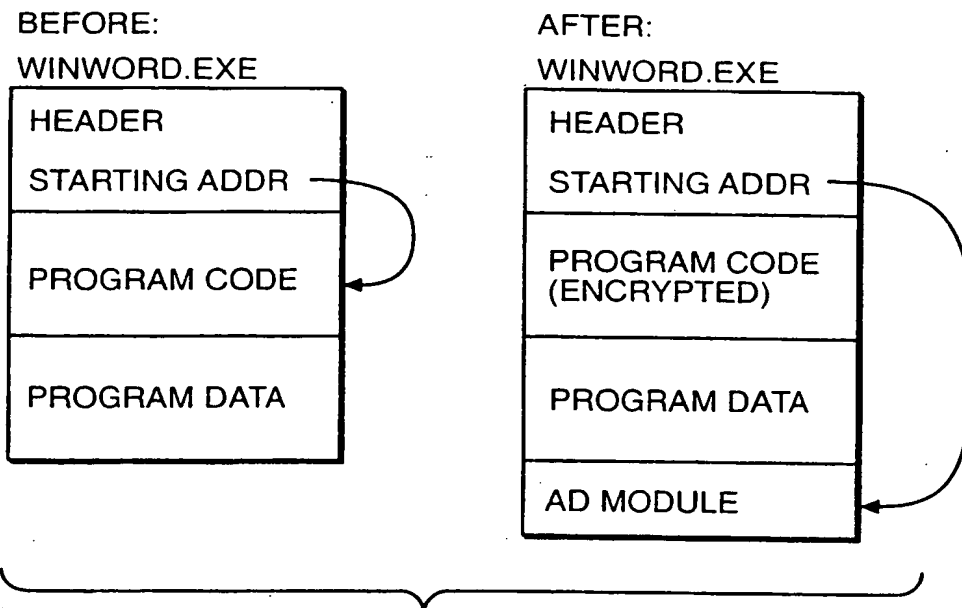 BEFORE:
WINWORD.EXE
HEADER
STARTING ADDR
PROGRAM CODE
PROGRAM DATA
AFTER:
WINWORD.EXE
HEADER
STARTING ADDR
PROGRAM CODE
(ENCRYPTED)
PROGRAM DATA
AD MODULE